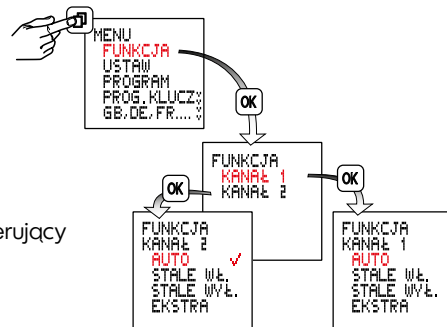 MENU
FUNKCJA
USTAW
PROGRAM
PROG.KLUCZ
GB,DE,FR....
OK
FUNKCJA
KANAŁ 1
KANAŁ 2
OK
OK
erujący
FUNKCJA
KANAŁ 2
AUTO ✓
STALE WŁ.
STALE WYŁ.
EKSTRA
FUNKCJA
KANAŁ 1
AUTO
STALE WŁ.
STALE WYŁ.
EKSTRA